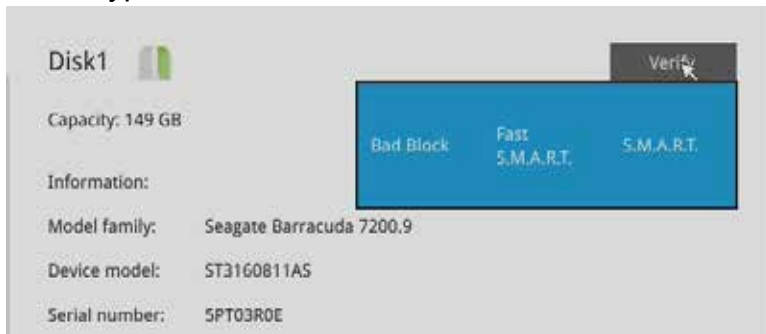 Disk1
Verify
Capacity: 149 GB
Bad Block
Fast
S.M.A.R.T.
S.M.A.R.T.
Information:
Model family: Seagate Barracuda 7200.9
Device model: ST3160811AS
Serial number: 5PT03R0E